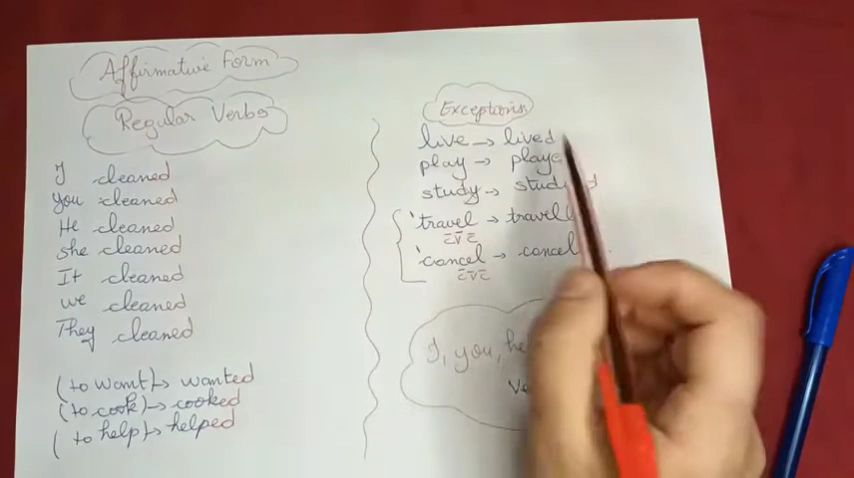 Affirmative Form
Regular Verbs
I cleaned
you cleaned
He cleaned
she cleaned
It cleaned
we cleaned
They cleaned
(to want) → wanted
(to cook) → cooked
(to help) → helped
Exceptions
live → lived
play →
study →
'travel →
CVC
'cancel →
CVC
I, you, he